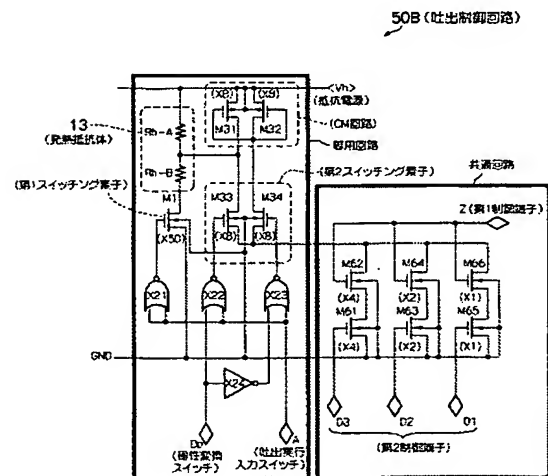 50B(吐出制御回路)
<Vh>
(抵抗電源)
(X8)
(X8)
M31
M32
(CM回路)
専用回路
13
(発熱抵抗体)
Rh-A
Rh-B
(第1スイッチング素子)
(第2スイッチング素子)
M1
(X50)
M33
M34
(X8)
(X8)
共通回路
Z(第1制御端子)
M62
M64
M66
(X4)
(X2)
(X1)
M61
M63
M65
(X4)
(X2)
(X1)
X21
X22
X23
GND
X24
Dp
(極性変換
スイッチ)
A
(吐出実行
入力スイッチ)
D3
D2
D1
(第2制御端子)